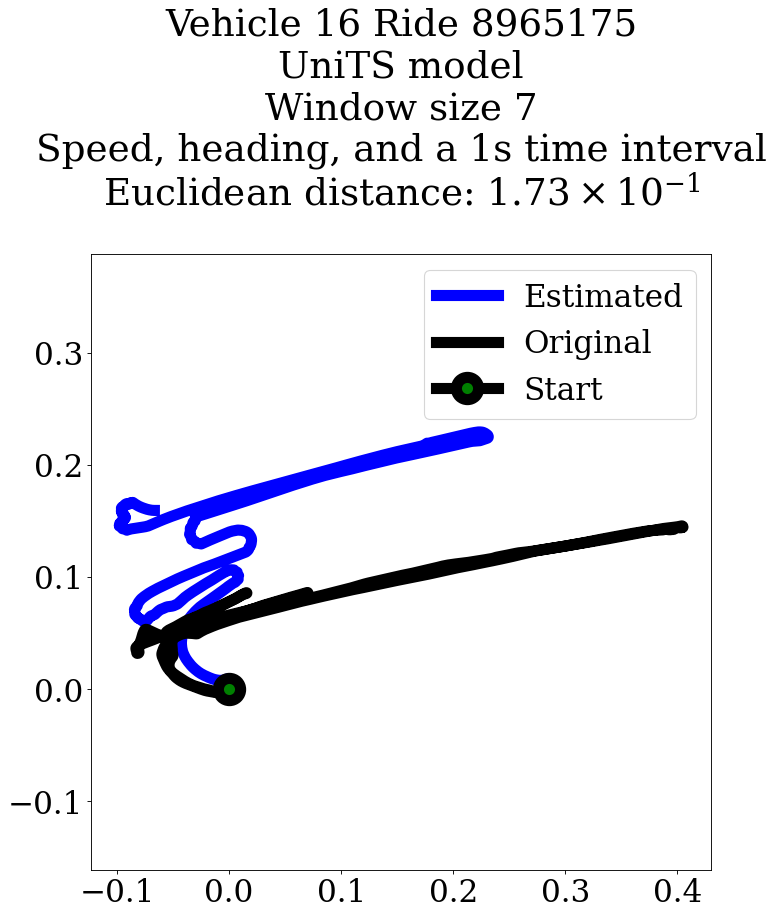 Vehicle 16 Ride 8965175
UniTS model
Window size 7
Speed, heading, and a 1s time interval
Euclidean distance: 1.73 × 10⁻¹
Estimated
Original
Start
0.3
0.2
0.1
0.0
−0.1
−0.1 0.0 0.1 0.2 0.3 0.4